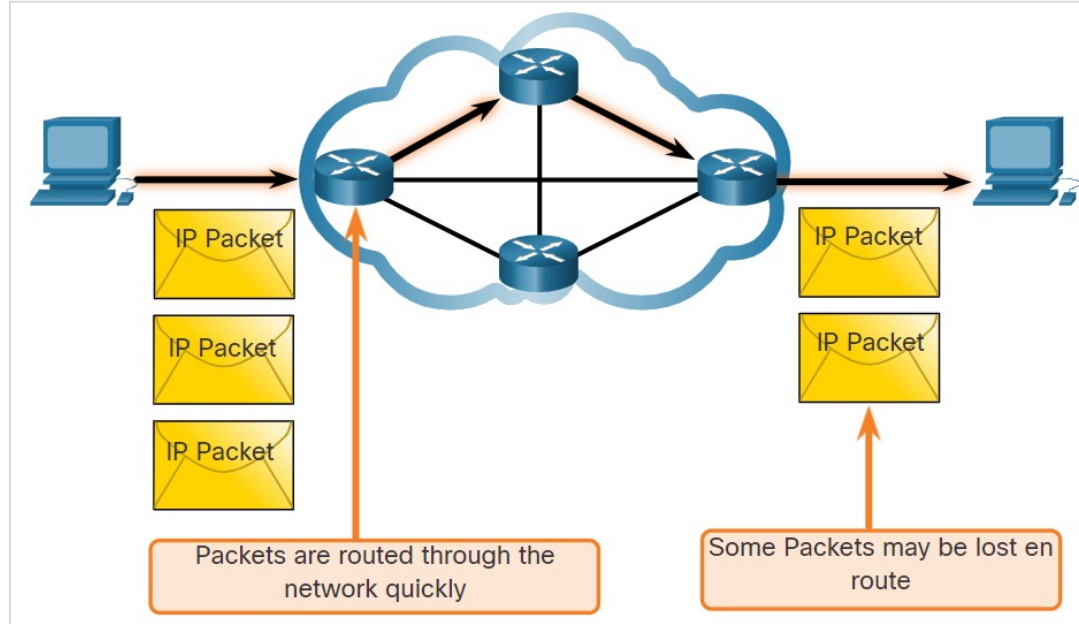 IP Packet
IP Packet
IP Packet
IP Packet
IP Packet
Packets are routed through the
network quickly
Some Packets may be lost en
route